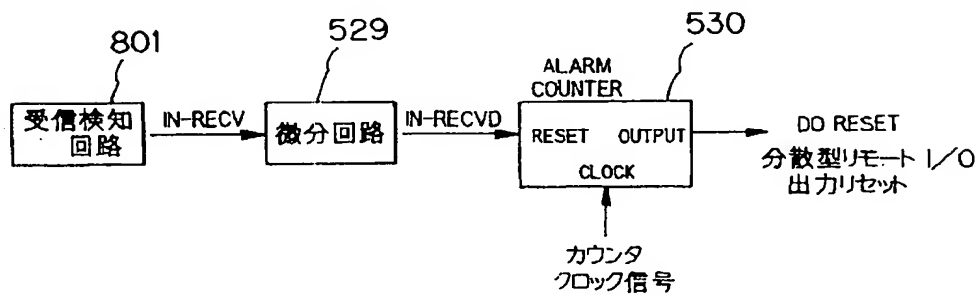 801
529
530
受信検知
回路
IN-RECV
微分回路
IN-RECVD
ALARM
COUNTER
RESET OUTPUT
CLOCK
DO RESET
分散型リモート I/O
出力リセット
カウンタ
クロック信号